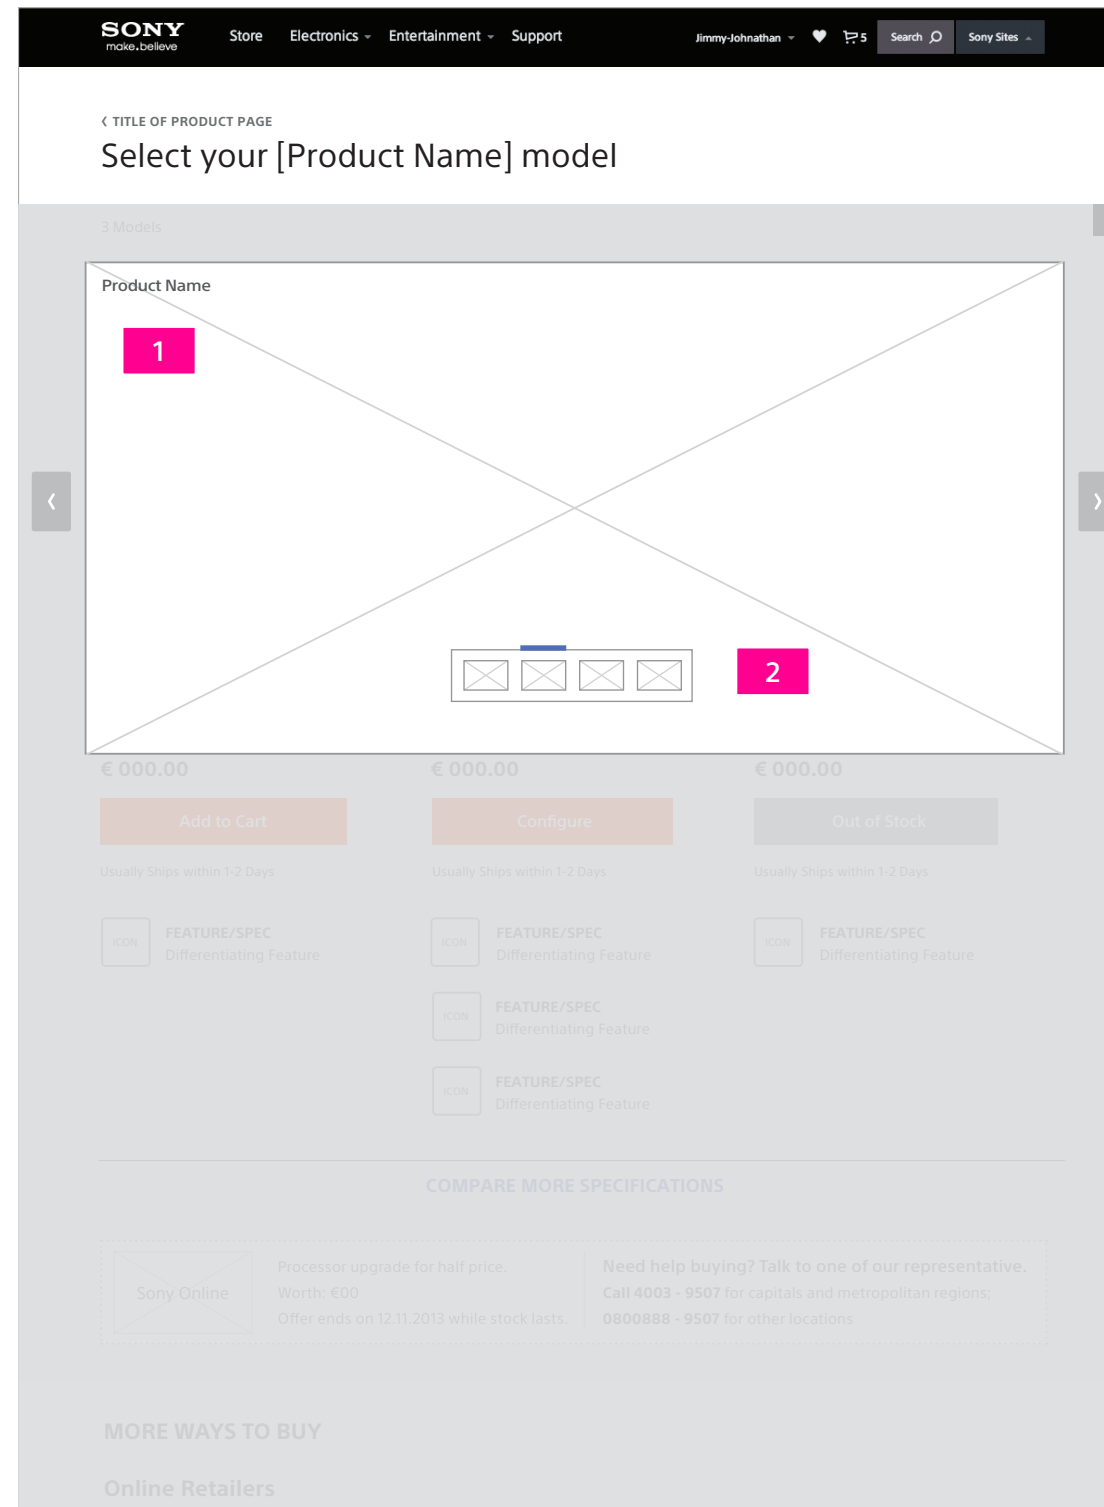 SONY
make.believe
Store Electronics Entertainment Support
Jimmy-Johnathan 5 Search Sony Sites
TITLE OF PRODUCT PAGE
Select your [Product Name] model
3 Models
Product Name
1
2
€ 000.00 € 000.00 € 000.00
Add to Cart Configure Out of Stock
Usually Ships within 1-2 Days Usually Ships within 1-2 Days Usually Ships within 1-2 Days
ICON FEATURE/SPEC ICON FEATURE/SPEC ICON FEATURE/SPEC
Differentiating Feature Differentiating Feature Differentiating Feature
ICON FEATURE/SPEC
Differentiating Feature
ICON FEATURE/SPEC
Differentiating Feature
COMPARE MORE SPECIFICATIONS
Sony Online
Processor upgrade for half price.
Worth: €00
Offer ends on 12.11.2013 while stock lasts.
Need help buying? Talk to one of our representative.
Call 4003 - 9507 for capitals and metropolitan regions;
0800888 - 9507 for other locations
MORE WAYS TO BUY
Online Retailers